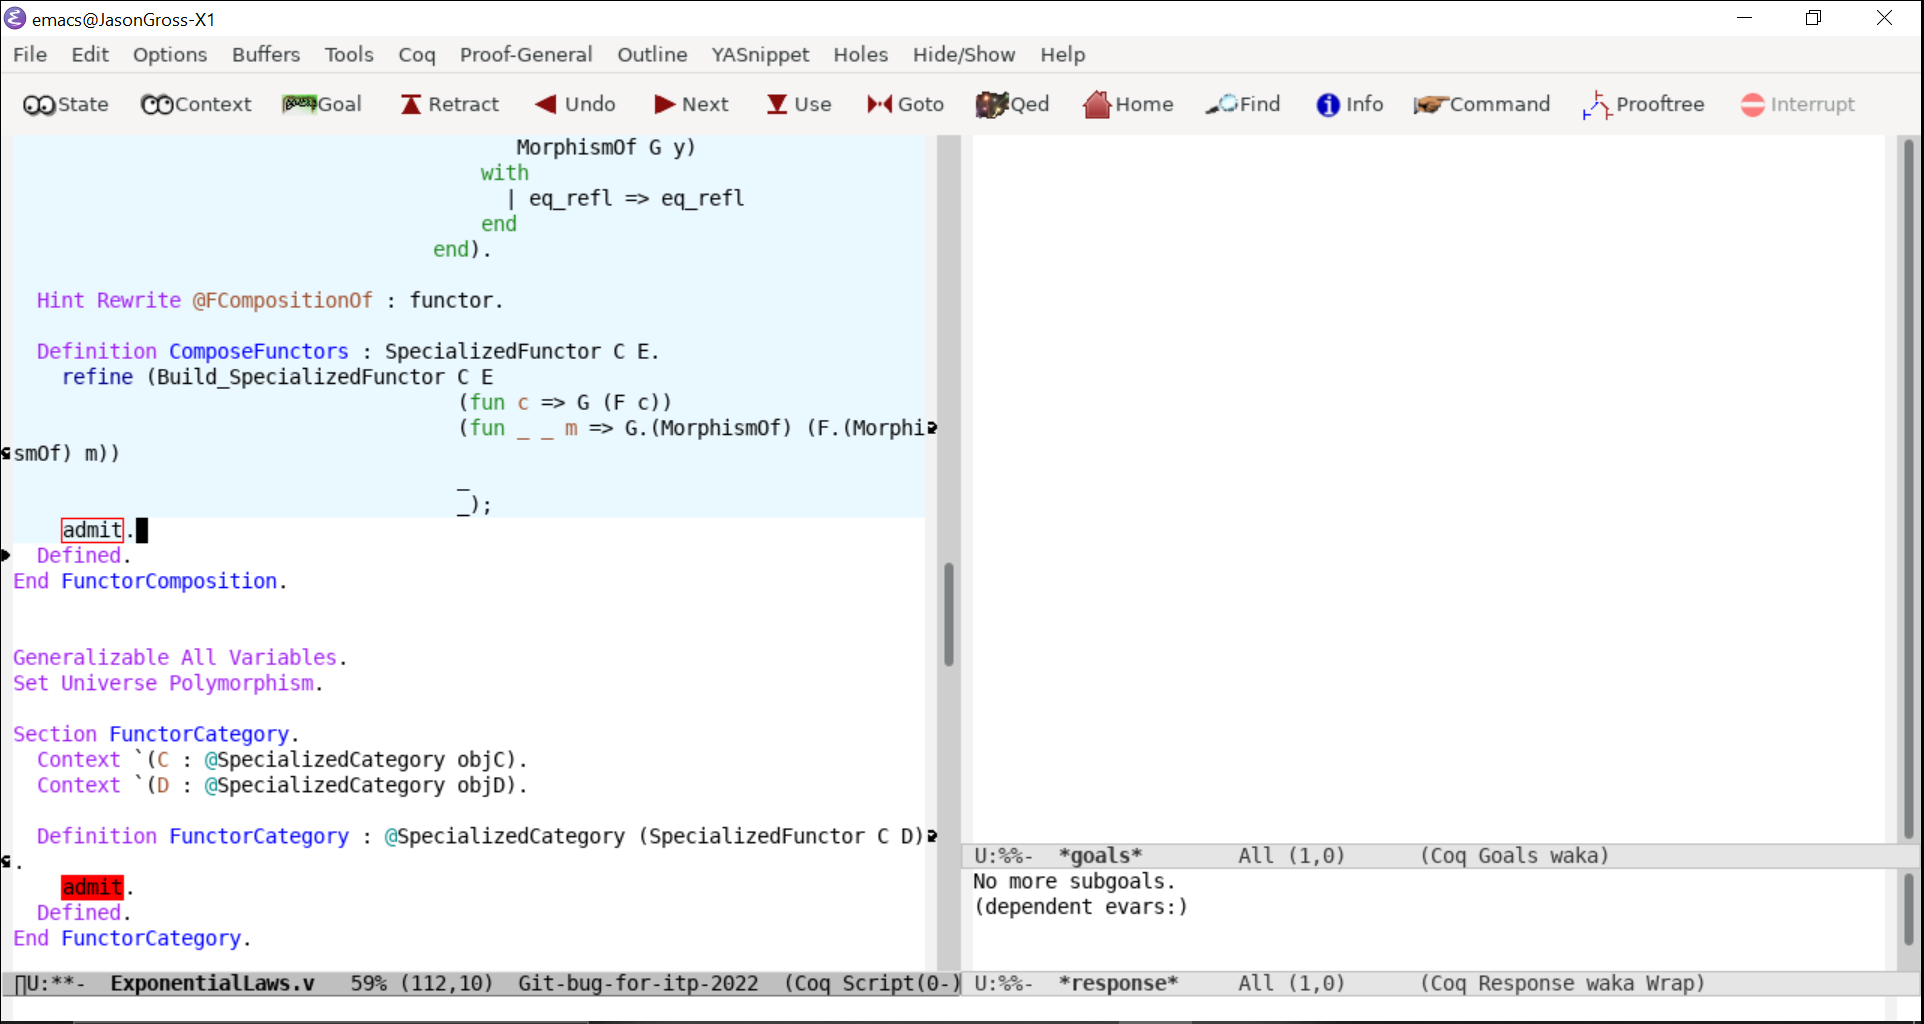 emacs@JasonGross-X1
File Edit Options Buffers Tools Coq Proof-General Outline YASnippet Holes Hide/Show Help
State Context Goal Retract Undo Next Use Goto Qed Home Find Info Command Prooftree Interrupt
MorphismOf G y)
with
| eq_refl => eq_refl
end
end).
Hint Rewrite @FCompositionOf : functor.
Definition ComposeFunctors : SpecializedFunctor C E.
refine (Build_SpecializedFunctor C E
(fun c => G (F c))
(fun _ _ m => G.(MorphismOf) (F.(Morphi
smOf) m))
_
_);
admit.
Defined.
End FunctorComposition.
Generalizable All Variables.
Set Universe Polymorphism.
Section FunctorCategory.
Context `(C : @SpecializedCategory objC).
Context `(D : @SpecializedCategory objD).
Definition FunctorCategory : @SpecializedCategory (SpecializedFunctor C D)
.
admit.
Defined.
End FunctorCategory.
U:**-  ExponentialLaws.v   59% (112,10)  Git-bug-for-itp-2022  (Coq Script(0-)
U:%%-  *goals*        All (1,0)      (Coq Goals waka)
No more subgoals.
(dependent evars:)
U:%%-  *response*     All (1,0)      (Coq Response waka Wrap)